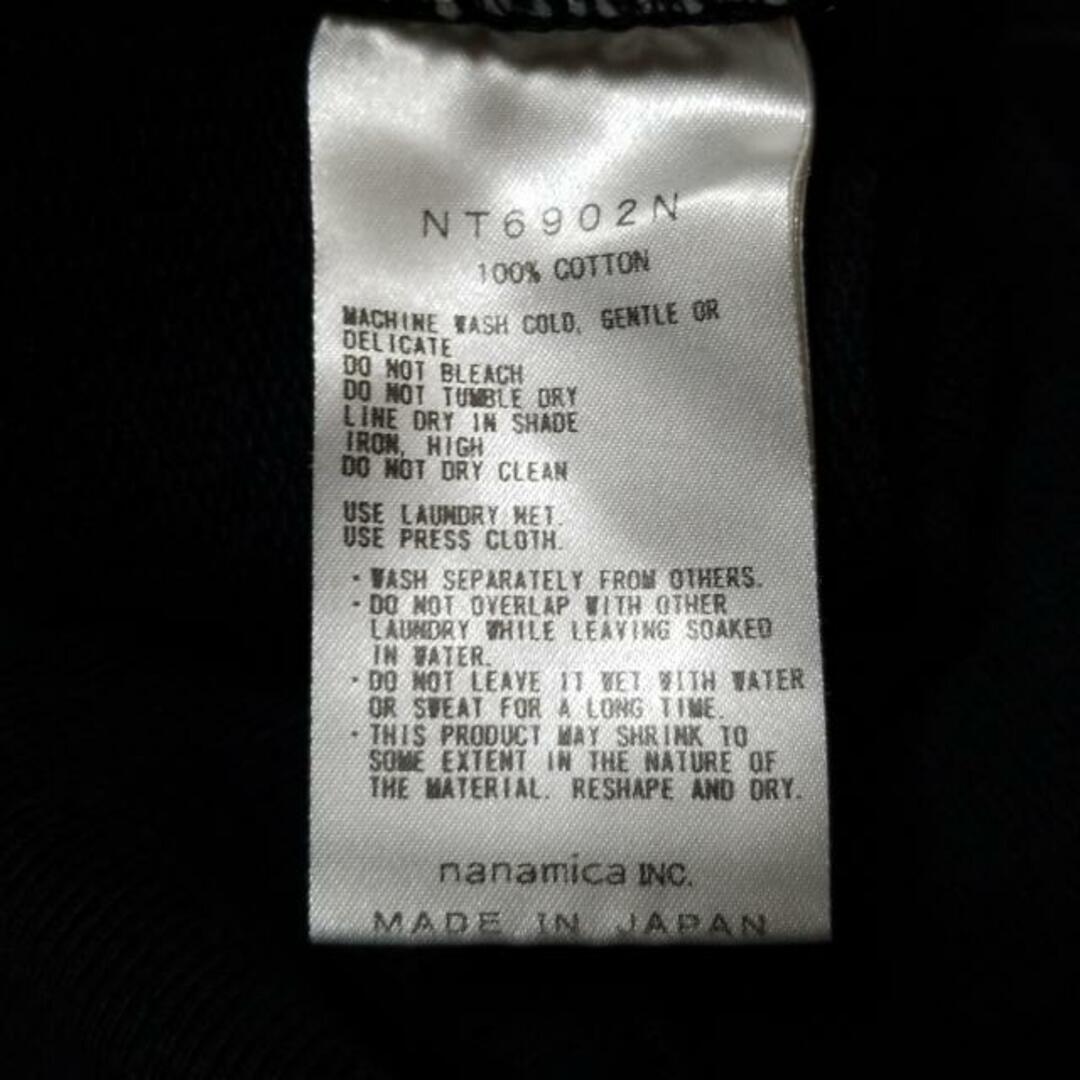 NT6902N
100% COTTON
MACHINE WASH COLD, GENTLE OR
DELICATE
DO NOT BLEACH
DO NOT TUMBLE DRY
LINE DRY IN SHADE
IRON, HIGH
DO NOT DRY CLEAN
USE LAUNDRY NET.
USE PRESS CLOTH.
・WASH SEPARATELY FROM OTHERS.
・DO NOT OVERLAP WITH OTHER
LAUNDRY WHILE LEAVING SOAKED
IN WATER.
・DO NOT LEAVE IT WET WITH WATER
OR SWEAT FOR A LONG TIME.
・THIS PRODUCT MAY SHRINK TO
SOME EXTENT IN THE NATURE OF
THE MATERIAL. RESHAPE AND DRY.
nanamica INC.
MADE IN JAPAN